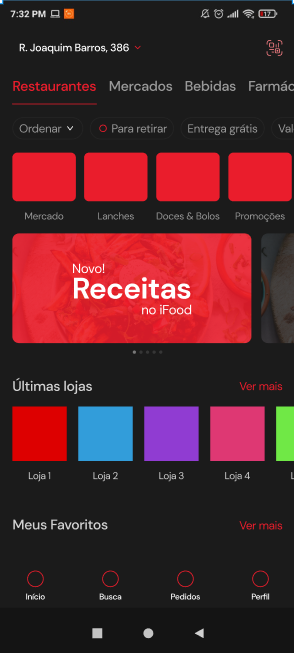 7:32 PM
17
R. Joaquim Barros, 386
Restaurantes Mercados Bebidas Farmác
Ordenar Para retirar Entrega grátis Val
Mercado Lanches Doces & Bolos Promoções
Novo!
Receitas
no iFood
Últimas lojas Ver mais
Loja 1 Loja 2 Loja 3 Loja 4 L
Meus Favoritos Ver mais
Início Busca Pedidos Perfil